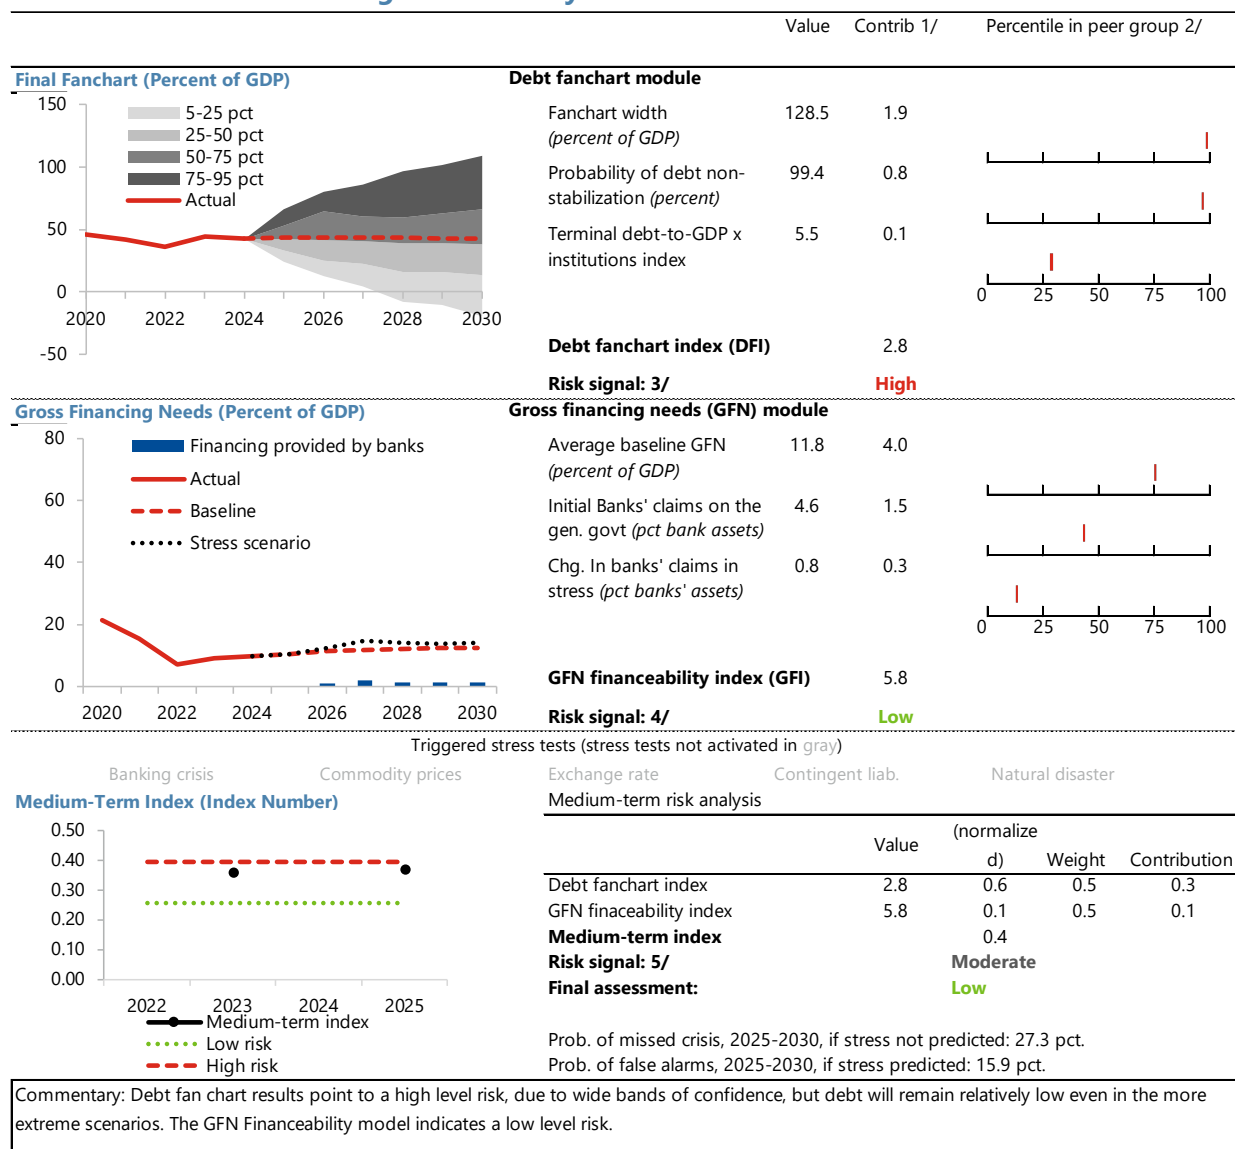 Value Contrib 1/ Percentile in peer group 2/
Final Fanchart (Percent of GDP)
150
100
50
0
-50
2020 2022 2024 2026 2028 2030
5-25 pct
25-50 pct
50-75 pct
75-95 pct
Actual
Debt fanchart module
Fanchart width 128.5 1.9
(percent of GDP)
Probability of debt non- 99.4 0.8
stabilization (percent)
Terminal debt-to-GDP x 5.5 0.1
institutions index
0 25 50 75 100
Debt fanchart index (DFI) 2.8
Risk signal: 3/ High
Gross Financing Needs (Percent of GDP)
80
60
40
20
0
2020 2022 2024 2026 2028 2030
Financing provided by banks
Actual
Baseline
Stress scenario
Gross financing needs (GFN) module
Average baseline GFN 11.8 4.0
(percent of GDP)
Initial Banks' claims on the 4.6 1.5
gen. govt (pct bank assets)
Chg. In banks' claims in 0.8 0.3
stress (pct banks' assets)
0 25 50 75 100
GFN financeability index (GFI) 5.8
Risk signal: 4/ Low
Triggered stress tests (stress tests not activated in gray)
Banking crisis Commodity prices Exchange rate Contingent liab. Natural disaster
Medium-Term Index (Index Number)
0.50
0.40
0.30
0.20
0.10
0.00
2022 2023 2024 2025
Medium-term index
Low risk
High risk
Medium-term risk analysis
Value (normalize
d) Weight Contribution
Debt fanchart index 2.8 0.6 0.5 0.3
GFN finaceability index 5.8 0.1 0.5 0.1
Medium-term index 0.4
Risk signal: 5/ Moderate
Final assessment: Low
Prob. of missed crisis, 2025-2030, if stress not predicted: 27.3 pct.
Prob. of false alarms, 2025-2030, if stress predicted: 15.9 pct.
Commentary: Debt fan chart results point to a high level risk, due to wide bands of confidence, but debt will remain relatively low even in the more
extreme scenarios. The GFN Financeability model indicates a low level risk.